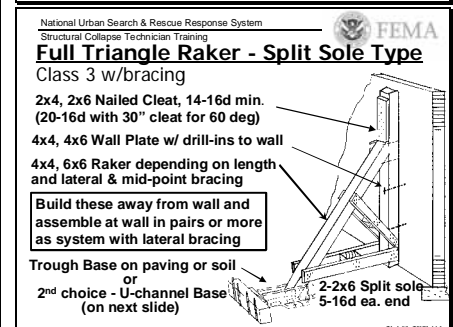 National Urban Search & Rescue Response System
Structural Collapse Technician Training
FEMA
Full Triangle Raker - Split Sole Type
Class 3 w/bracing
2x4, 2x6 Nailed Cleat, 14-16d min.
(20-16d with 30” cleat for 60 deg)
4x4, 4x6 Wall Plate w/ drill-ins to wall
4x4, 6x6 Raker depending on length
and lateral & mid-point bracing
Build these away from wall and
assemble at wall in pairs or more
as system with lateral bracing
Trough Base on paving or soil
or
2nd choice - U-channel Base
(on next slide)
2-2x6 Split sole
5-16d ea. end